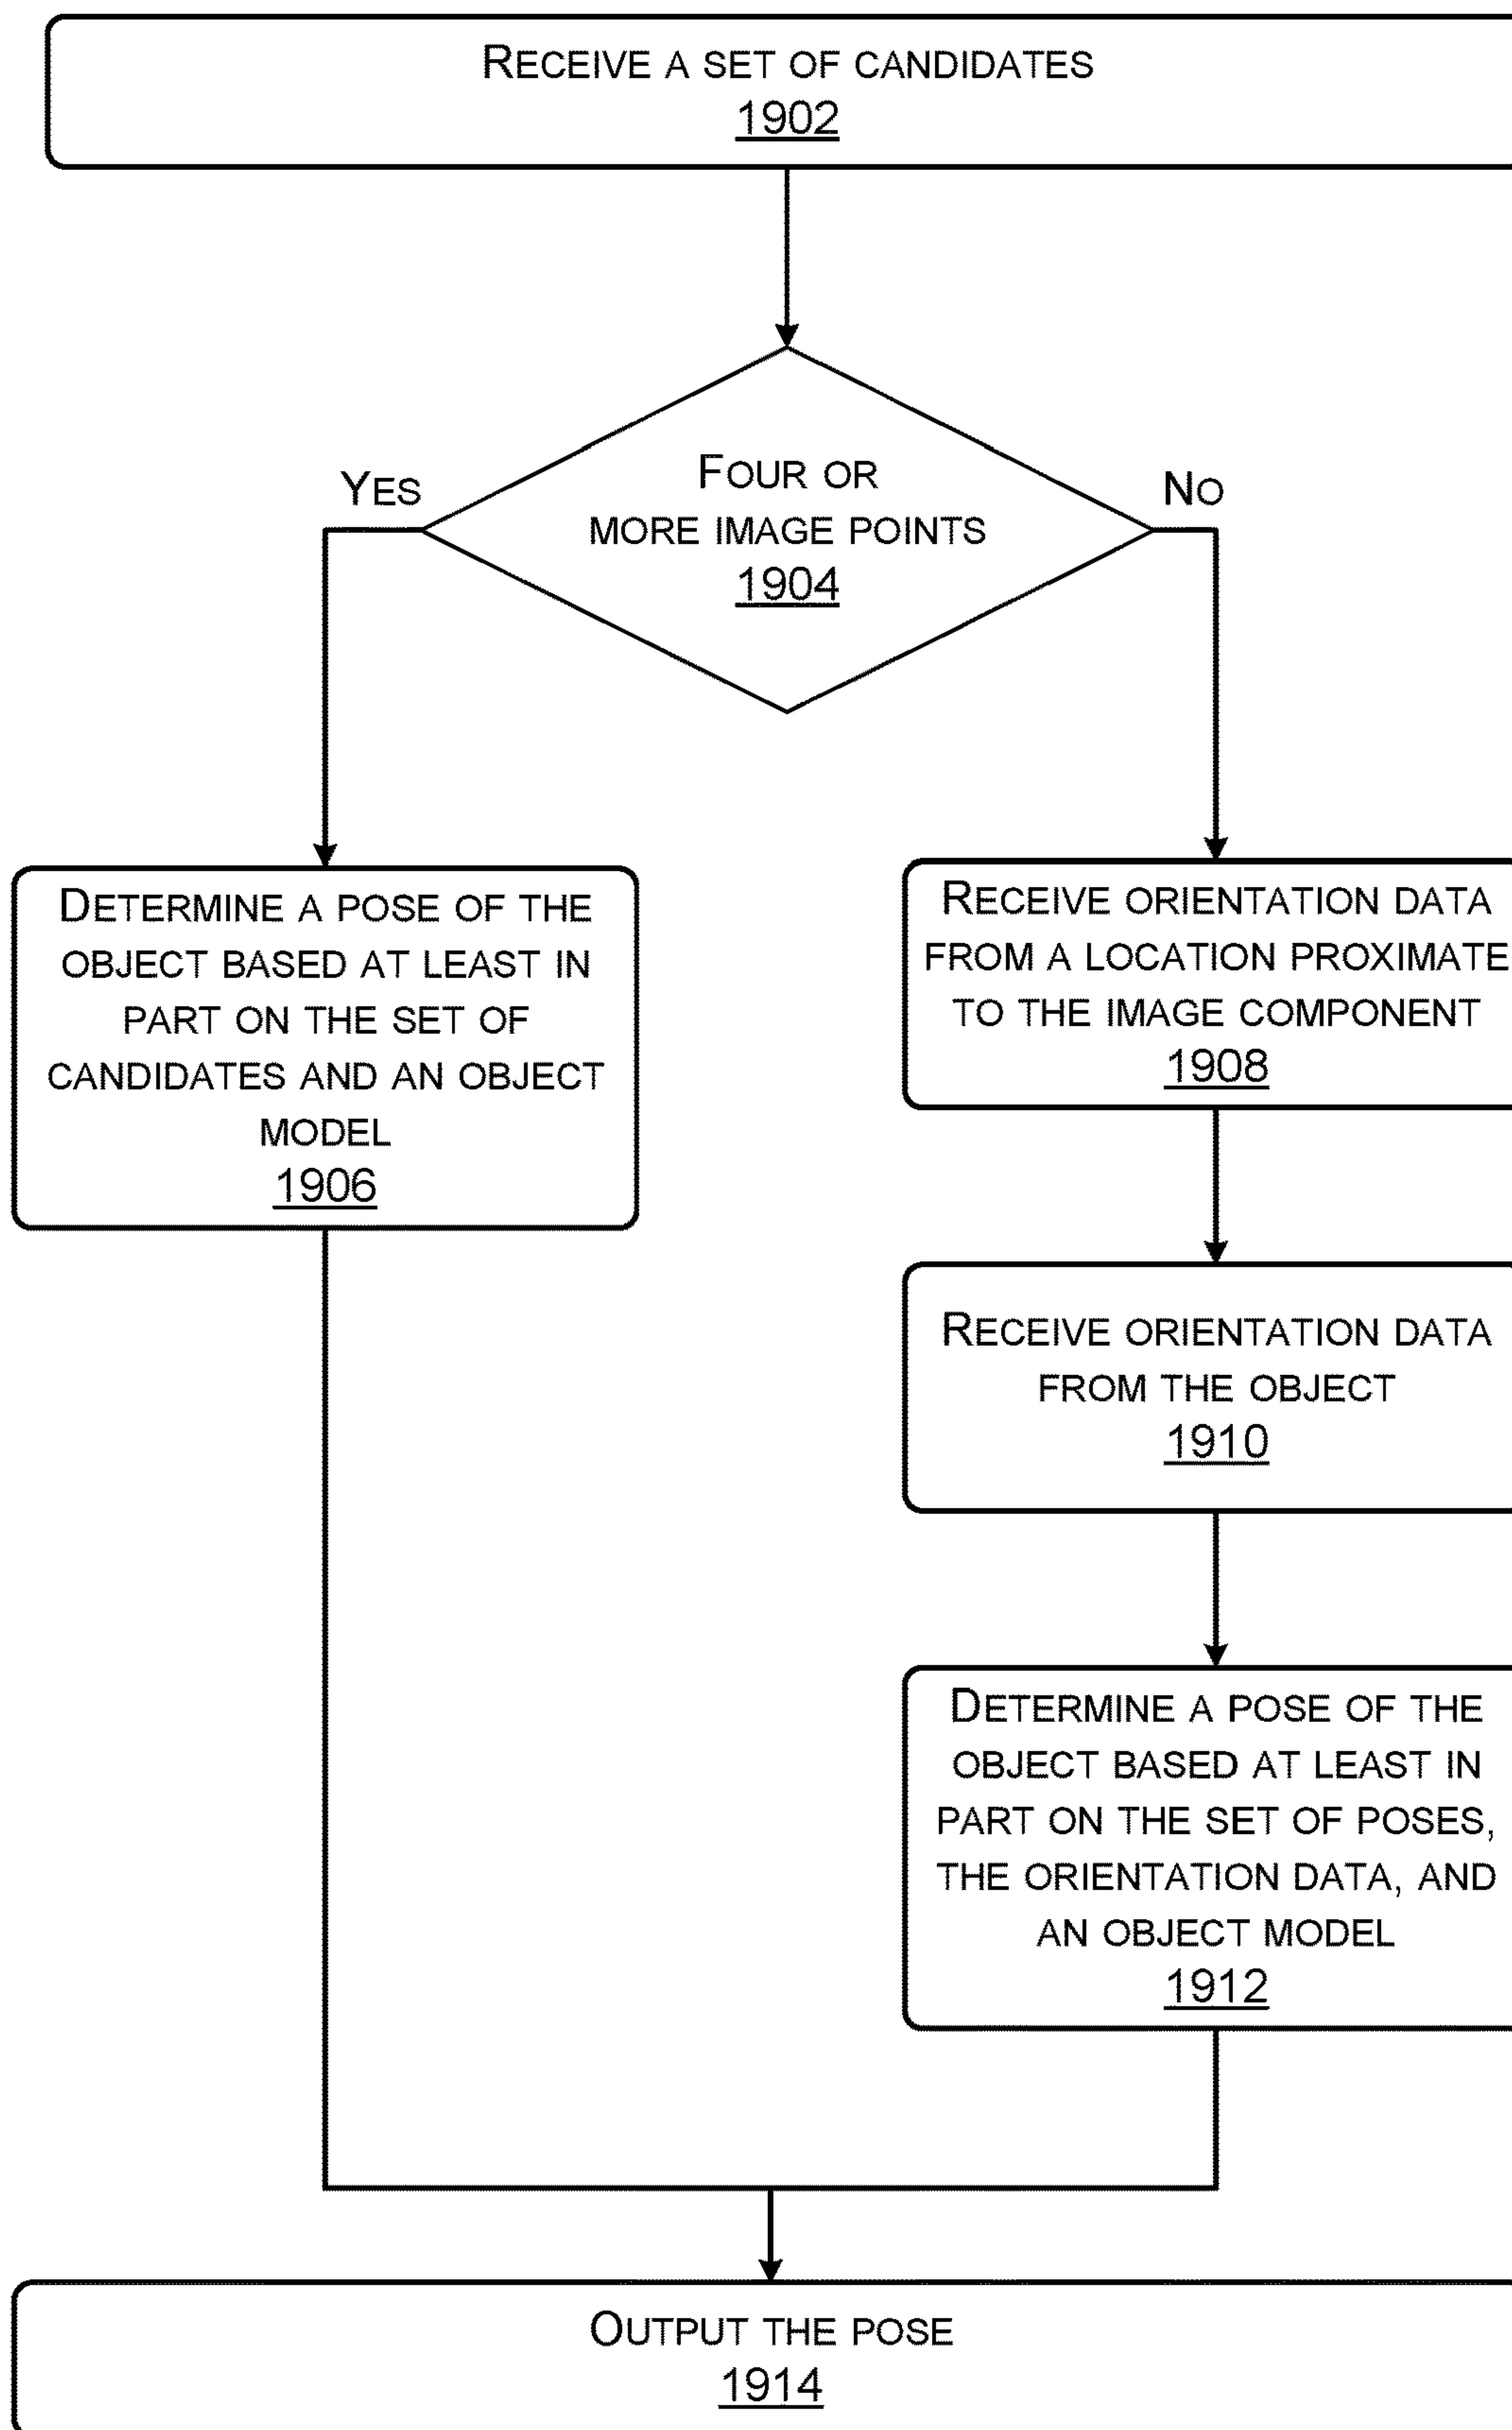 RECEIVE A SET OF CANDIDATES
1902
FOUR OR
MORE IMAGE POINTS
1904
YES
NO
DETERMINE A POSE OF THE
OBJECT BASED AT LEAST IN
PART ON THE SET OF
CANDIDATES AND AN OBJECT
MODEL
1906
RECEIVE ORIENTATION DATA
FROM A LOCATION PROXIMATE
TO THE IMAGE COMPONENT
1908
RECEIVE ORIENTATION DATA
FROM THE OBJECT
1910
DETERMINE A POSE OF THE
OBJECT BASED AT LEAST IN
PART ON THE SET OF POSES,
THE ORIENTATION DATA, AND
AN OBJECT MODEL
1912
OUTPUT THE POSE
1914